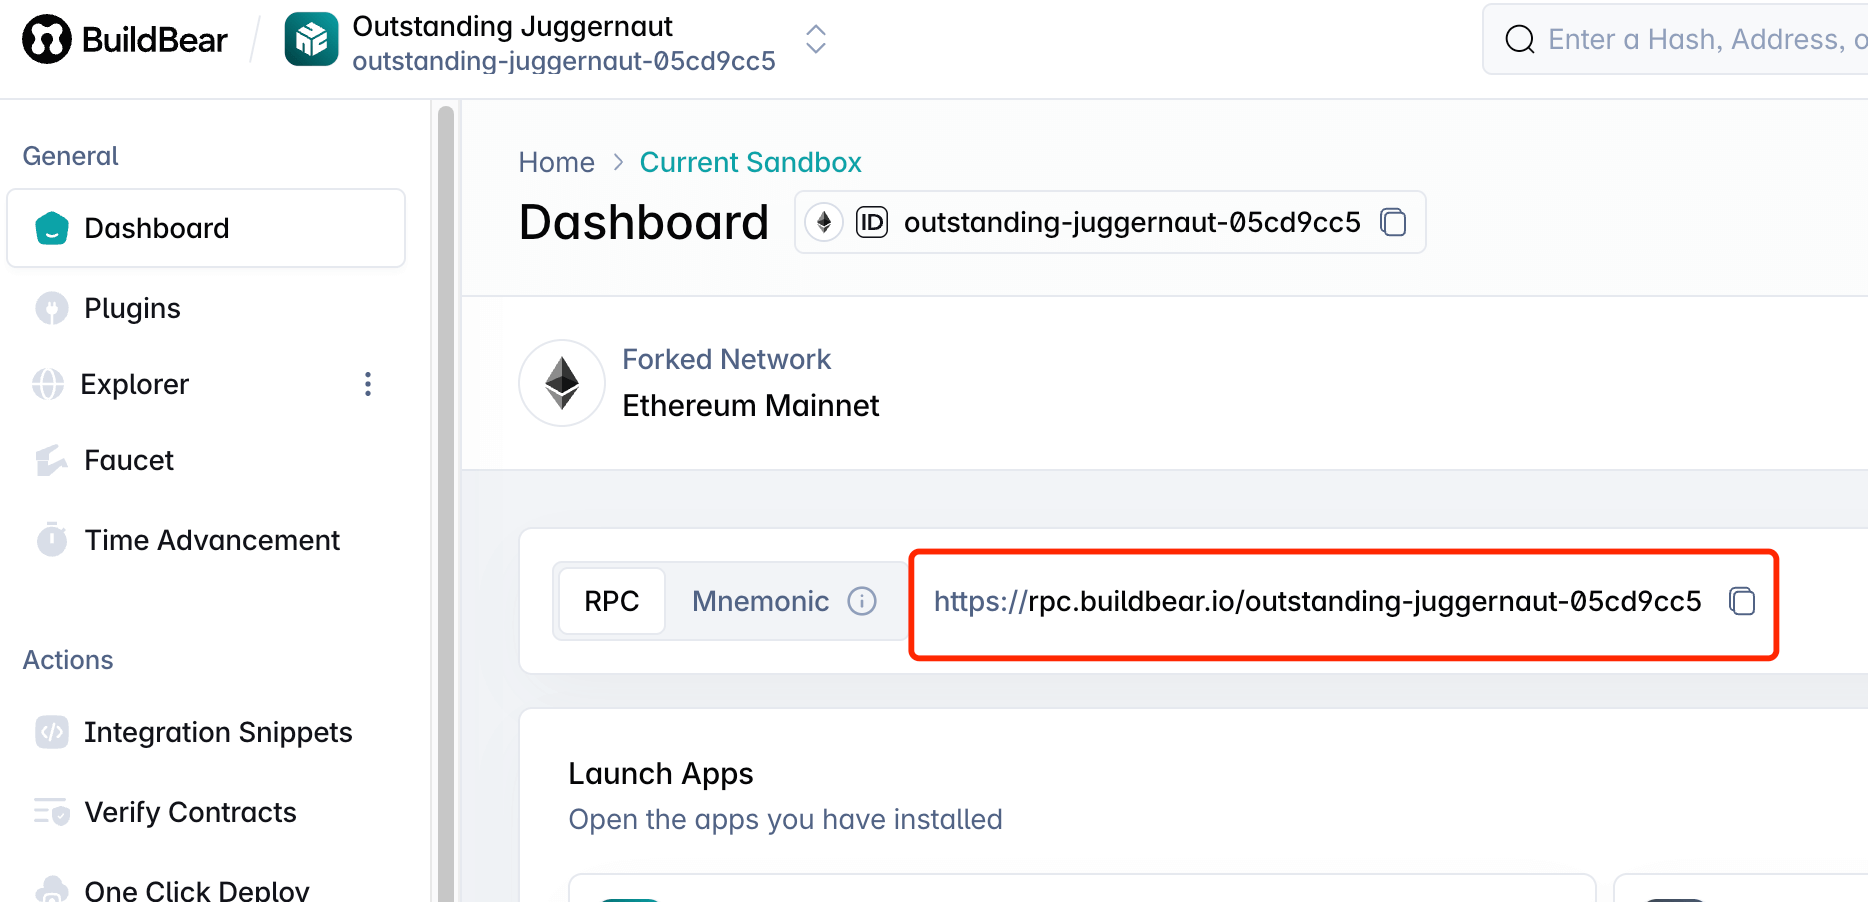 BuildBear
Outstanding Juggernaut
outstanding-juggernaut-05cd9cc5
Enter a Hash, Address, o
General
Dashboard
Plugins
Explorer
Faucet
Time Advancement
Actions
Integration Snippets
Verify Contracts
One Click Deploy
Home > Current Sandbox
Dashboard
ID outstanding-juggernaut-05cd9cc5
Forked Network
Ethereum Mainnet
RPC Mnemonic https://rpc.buildbear.io/outstanding-juggernaut-05cd9cc5
Launch Apps
Open the apps you have installed